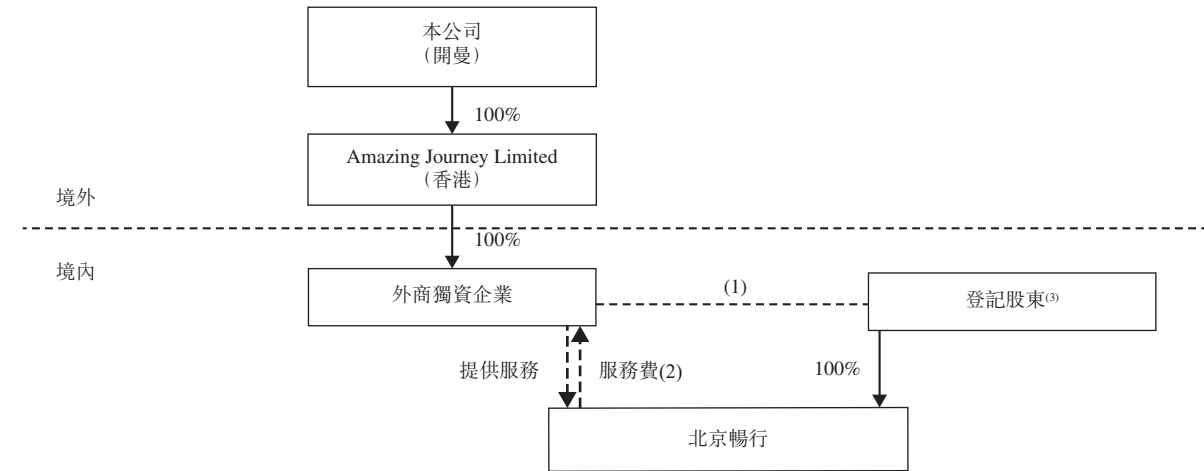 本公司
（開曼）
100%
Amazing Journey Limited
（香港）
境外
100%
境內
外商獨資企業
(1)
登記股東(3)
提供服務
服務費(2)
100%
北京暢行